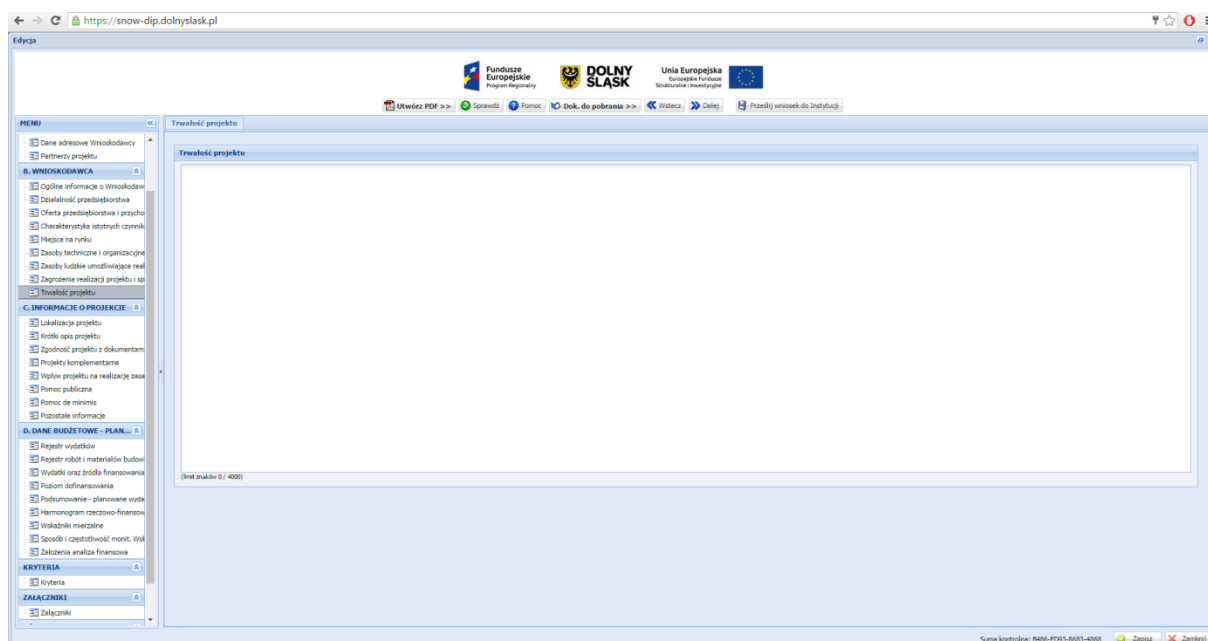 https://snow-dip.dolnyslask.pl
Edycja
Fundusze
Europejskie
Program Regionalny
DOLNY
ŚLĄSK
Unia Europejska
Europejskie Fundusze
Strukturalne i Inwestycyjne
Utwórz PDF >> Sprawdź Pomoc Dok. do pobrania >> Wstecz Dalej Prześlij wniosek do Instytucji
MENU
Dane adresowe Wnioskodawcy
Partnerzy projektu
B. WNIOSKODAWCA
Ogólne informacje o Wnioskodaw
Działalność przedsiębiorstwa
Oferta przedsiębiorstwa i przycho
Charakterystyka istotnych czynnik
Miejsce na rynku
Zasoby techniczne i organizacyjne
Zasoby ludzkie umożliwiające real
Zagrożenia realizacji projektu i sp
Trwałość projektu
C. INFORMACJE O PROJEKCIE
Lokalizacja projektu
Krótki opis projektu
Zgodność projektu z dokumentam
Projekty komplementarne
Wpływ projektu na realizację zasa
Pomoc publiczna
Pomoc de minimis
Pozostałe informacje
D. DANE BUDŻETOWE - PLAN...
Rejestr wydatków
Rejestr robót i materiałów budow
Wydatki oraz źródła finansowania
Poziom dofinansowania
Podsumowanie - planowane wyda
Harmonogram rzeczowo-finansow
Wskaźniki mierzalne
Sposób i częstotliwość monit. Wsk
Założenia analiza finansowa
KRYTERIA
Kryteria
ZAŁĄCZNIKI
Załączniki
Trwałość projektu
Trwałość projektu
(limit znaków 0 / 4000)
Suma kontrolna: Zapisz Zamknij